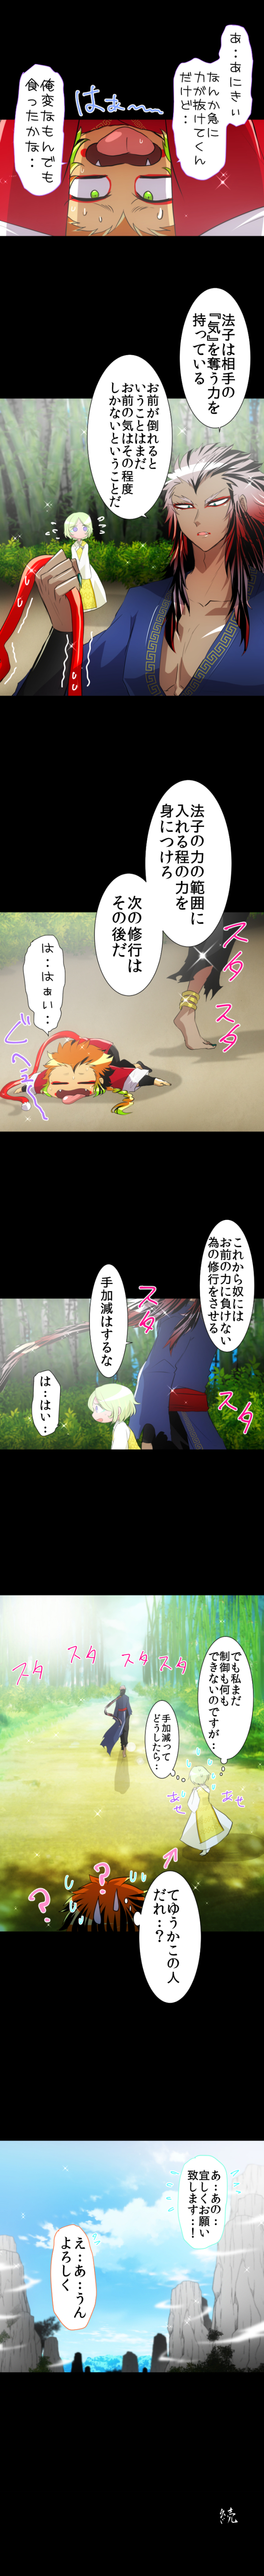 あ・・あにきぃ
なんか急に
力が抜けてくん
だけど・・
はぁ〜〜
俺変なもんでも
食ったかな・・
法子は相手の
『気』を奪う力を
持っている
お前が倒れると
いうことはまだ
お前の気はその程度
しかないということだ
法子の力の範囲に
入れる程の力を
身につけろ
次の修行は
その後だ
スタ
スタ
は・・はぁぃ・・
ぐへぇ〜
これから奴には
お前の力に負けない
為の修行をさせる
スタ
手加減はするな
スタ
は・・はい・・
でも私まだ
制御も何も
できないのですが・・
スタ
スタ
スタ
スタ
手加減って
どうしたら・・
あせ
あせ
てゆうかこの人
だれ・・？
？
？
あ・・あの・・
宜しくお願い
致します・・！
え・・あ・・うん
よろしく
続